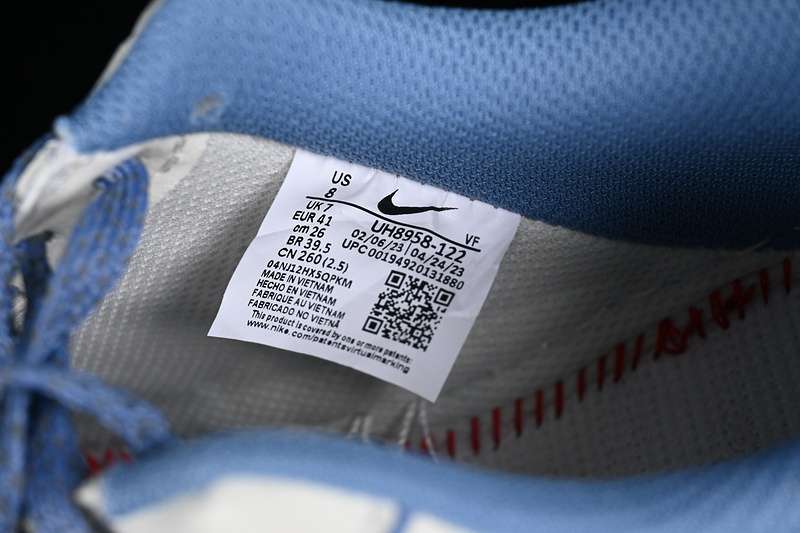 US
8
UK 7
EUR 41
cm 26
BR 39.5
CN 260 (2.5)
UH8958-122
VF
02/06/23 04/24/23
UPC 00194920131880
04NJ12HX5QPKM
MADE IN VIETNAM
HECHO EN VIETNAM
FABRIQUE AU VIETNAM
FABRICADO NO VIETNÃ
This product is covered by one or more patents:
www.nike.com/patentsvirtualmarking